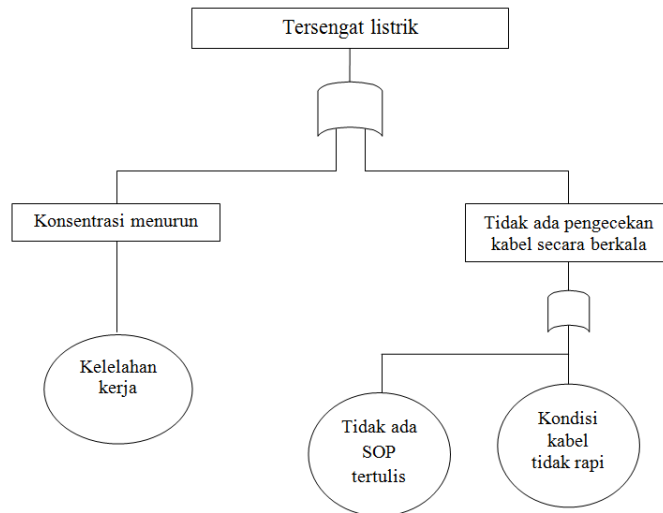 Tersengat listrik
Konsentrasi menurun
Tidak ada pengecekan
kabel secara berkala
Kelelahan
kerja
Tidak ada
SOP
tertulis
Kondisi
kabel
tidak rapi